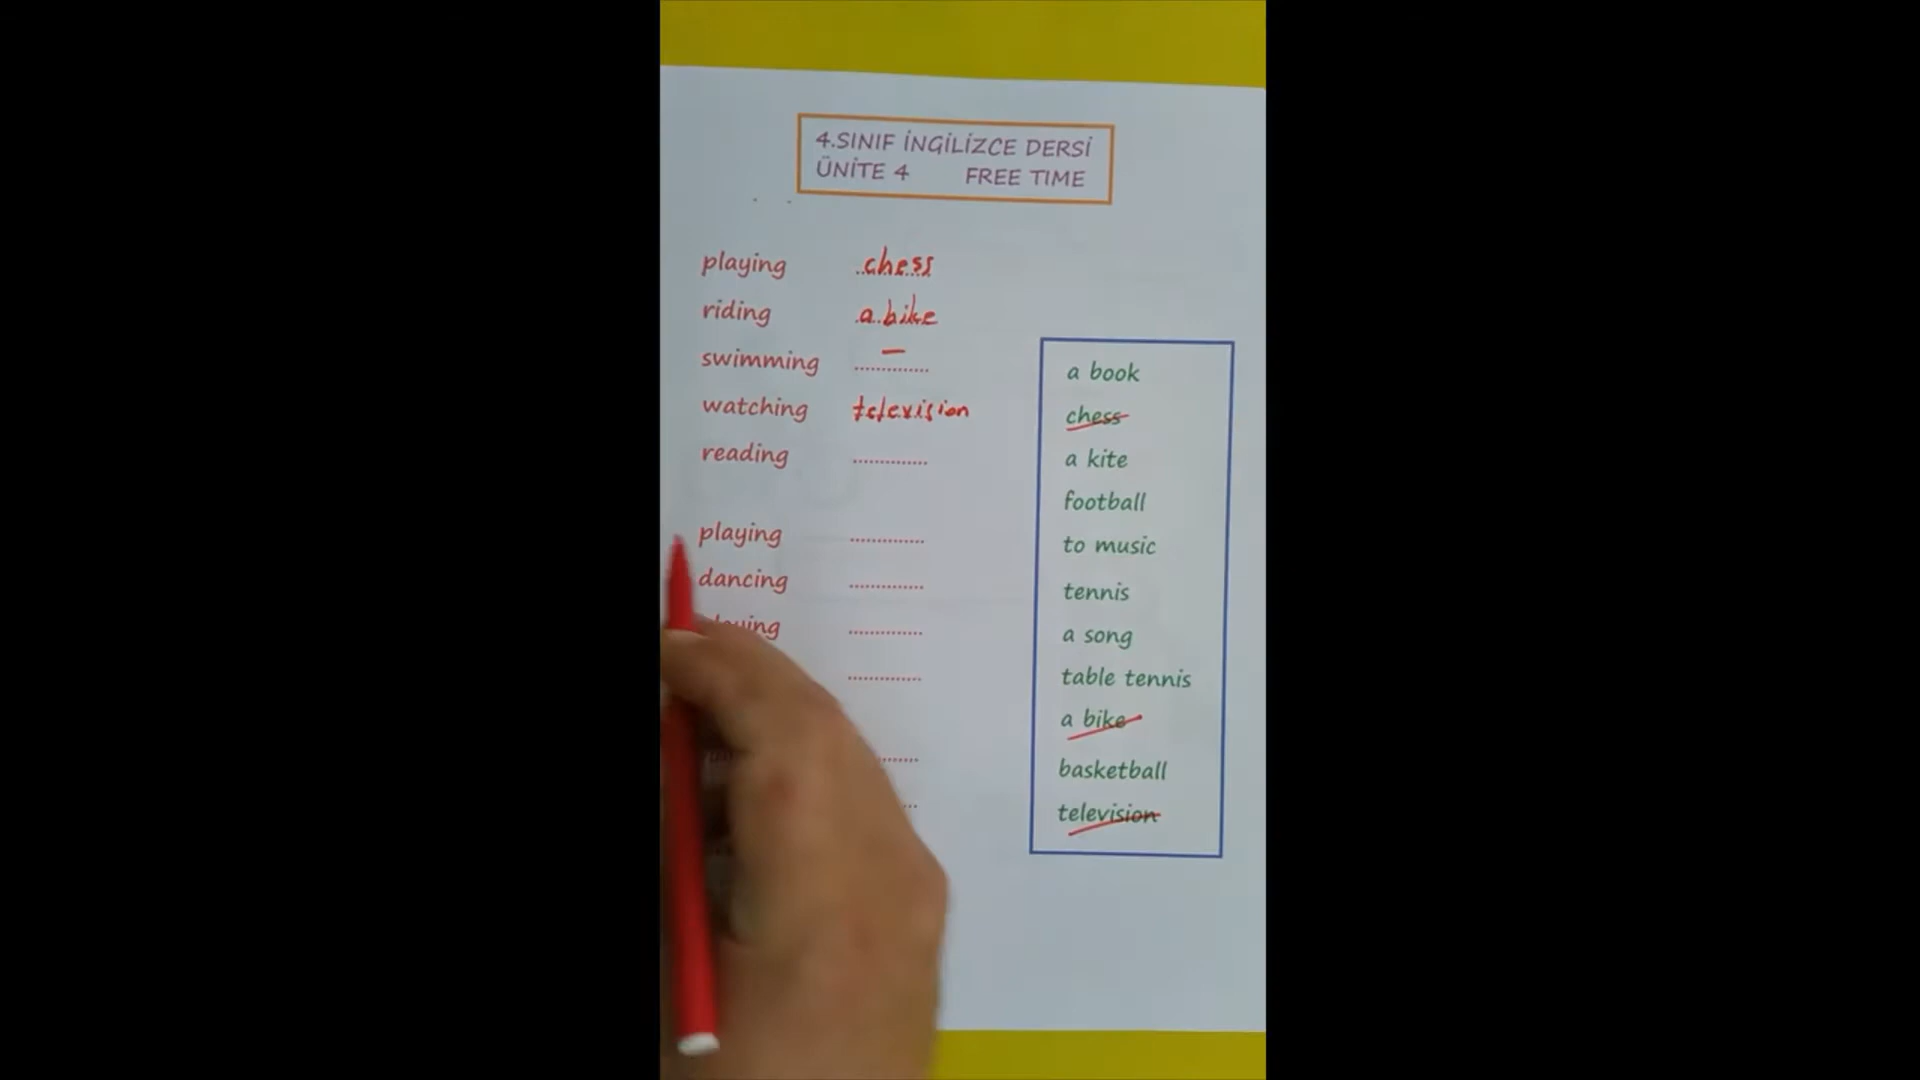 4.SINIF İNGİLİZCE DERSİ
ÜNİTE 4 FREE TIME
playing chess
riding a bike
swimming –
watching television
reading ..............
playing ..............
dancing ..............
..............
..............
a book
chess
a kite
football
to music
tennis
a song
table tennis
a bike
basketball
television